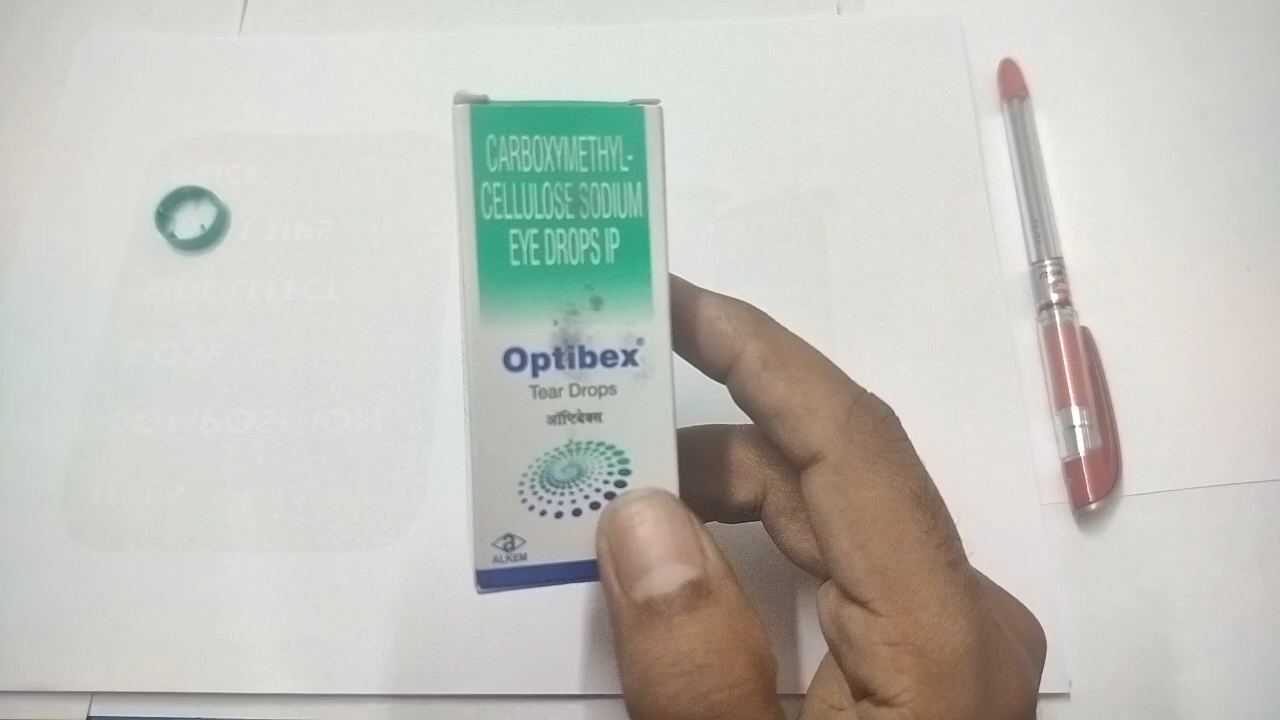 CARBOXYMETHYL-
CELLULOSE SODIUM
EYE DROPS IP
Optibex®
Tear Drops
ऑप्टिबेक्स
a
ALKEM